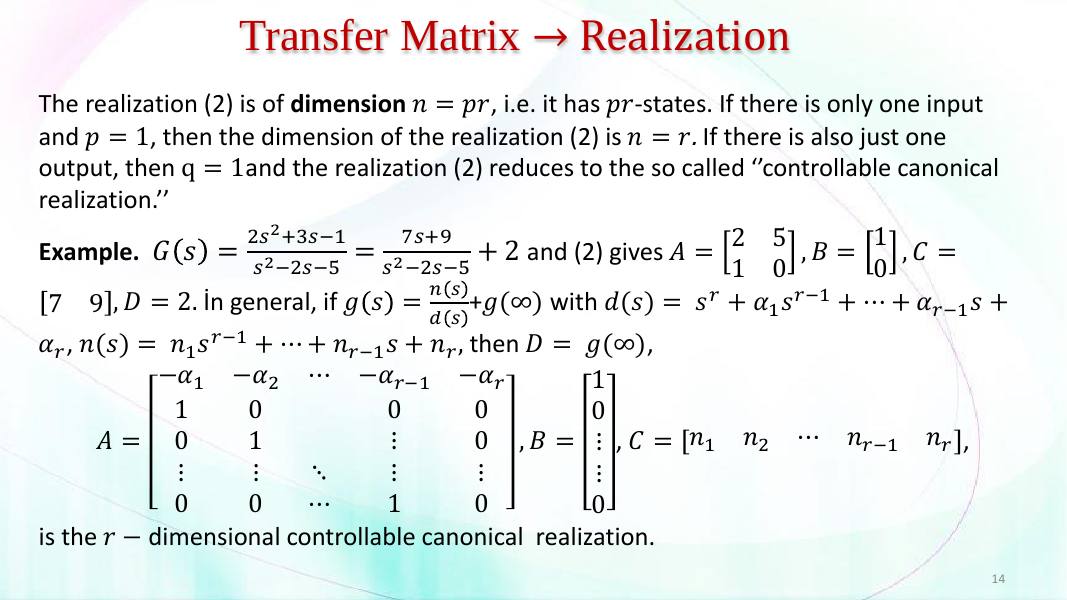 Transfer Matrix → Realization
The realization (2) is of dimension n = pr, i.e. it has pr-states. If there is only one input
and p = 1, then the dimension of the realization (2) is n = r. If there is also just one
output, then q = 1and the realization (2) reduces to the so called ‘’controllable canonical
realization.’’
Example. G(s) = \frac{2s^2+3s−1}{s^2−2s−5} = \frac{7s+9}{s^2−2s−5} + 2 and (2) gives A = [2 5; 1 0], B = [1; 0], C =
[7 9], D = 2. İn general, if g(s) = \frac{n(s)}{d(s)}+g(∞) with d(s) = s^r + α_1s^{r−1} + ⋯ + α_{r−1}s +
α_r, n(s) = n_1s^{r−1} + ⋯ + n_{r−1}s + n_r, then D = g(∞),
A = [−α_1 −α_2 ⋯ −α_{r−1} −α_r; 1 0 0 0; 0 1 ⋮ 0; ⋮ ⋮ ⋱ ⋮ ⋮; 0 0 ⋯ 1 0], B = [1; 0; ⋮; ⋮; 0], C = [n_1 n_2 ⋯ n_{r−1} n_r],
is the r − dimensional controllable canonical realization.
14